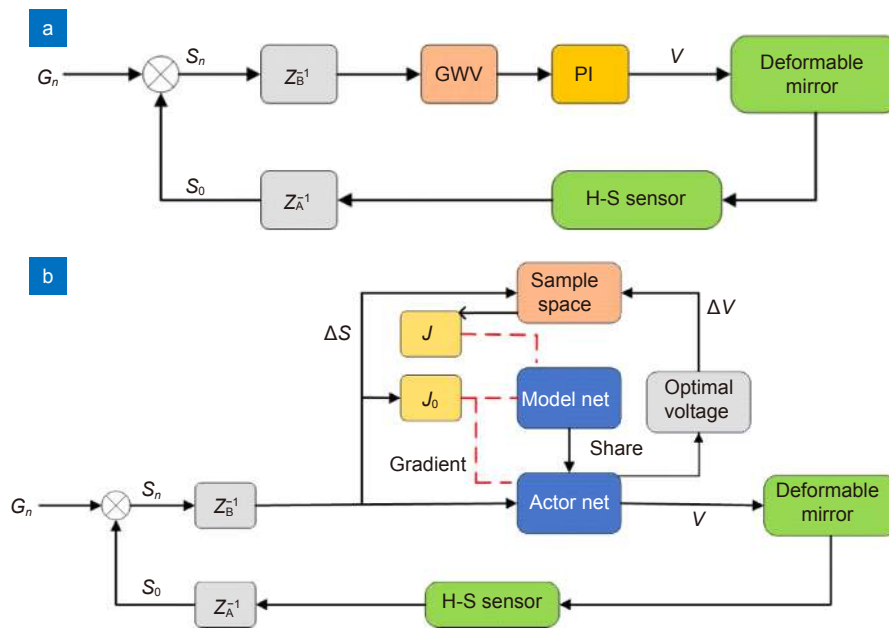 a
Gₙ
Sₙ
Z_B⁻¹
GWV
PI
V
Deformable
mirror
S₀
Z_A⁻¹
H-S sensor
b
Sample
space
ΔS
ΔV
J
J₀
Model net
Optimal
voltage
Share
Gradient
Gₙ
Sₙ
Z_B⁻¹
Actor net
V
Deformable
mirror
S₀
Z_A⁻¹
H-S sensor